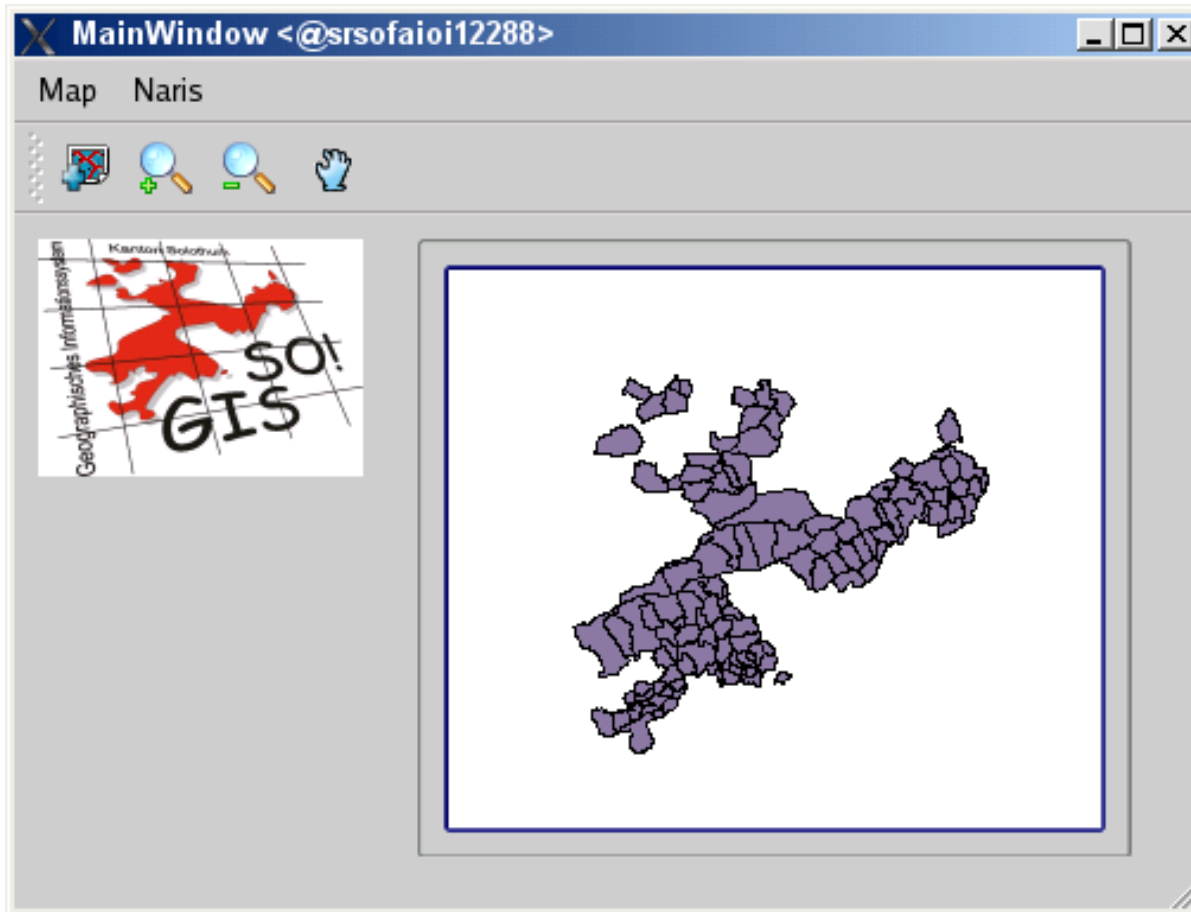 MainWindow <@srsofaioi12288>
Map Naris
Kanton Solothurn
Geographisches Informationssystem
SO!
GIS